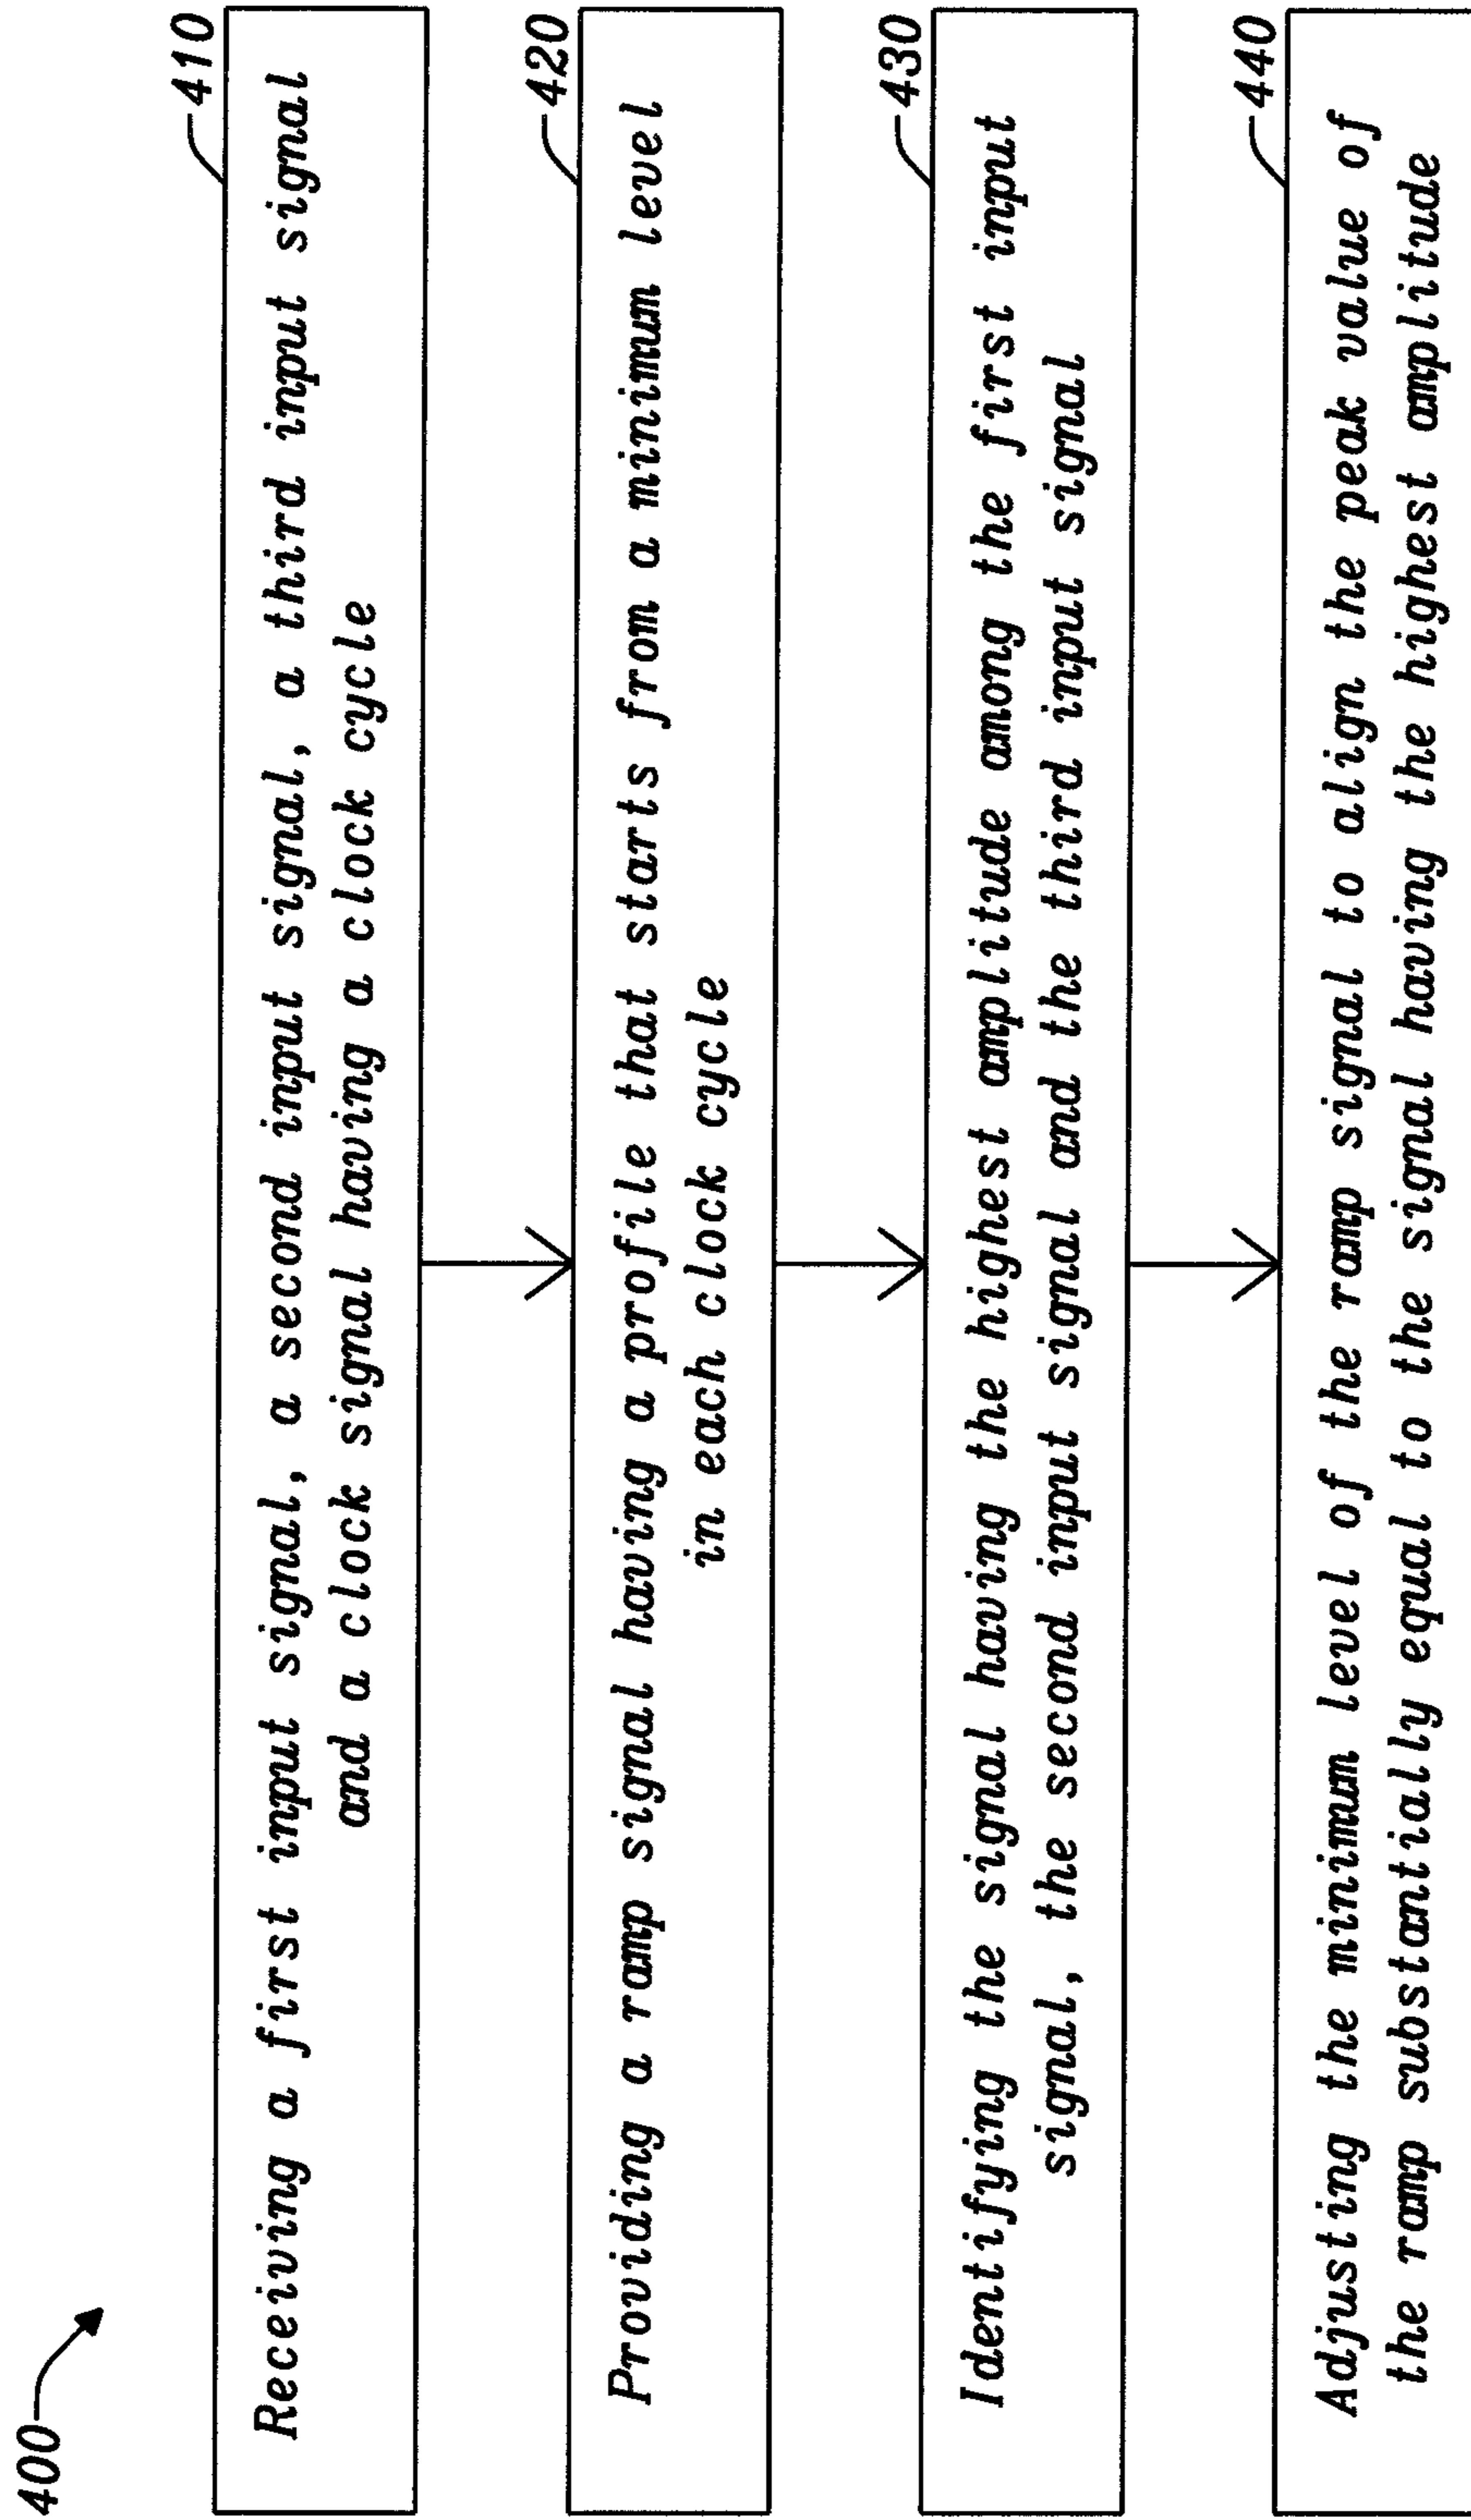 400
410
Receiving a first input signal, a second input signal, a third input signal
and a clock signal having a clock cycle
420
Providing a ramp signal having a profile that starts from a minimum level
in each clock cycle
430
Identifying the signal having the highest amplitude among the first input
signal, the second input signal and the third input signal
440
Adjusting the minimum level of the ramp signal to align the peak value of
the ramp substantially equal to the signal having the highest amplitude